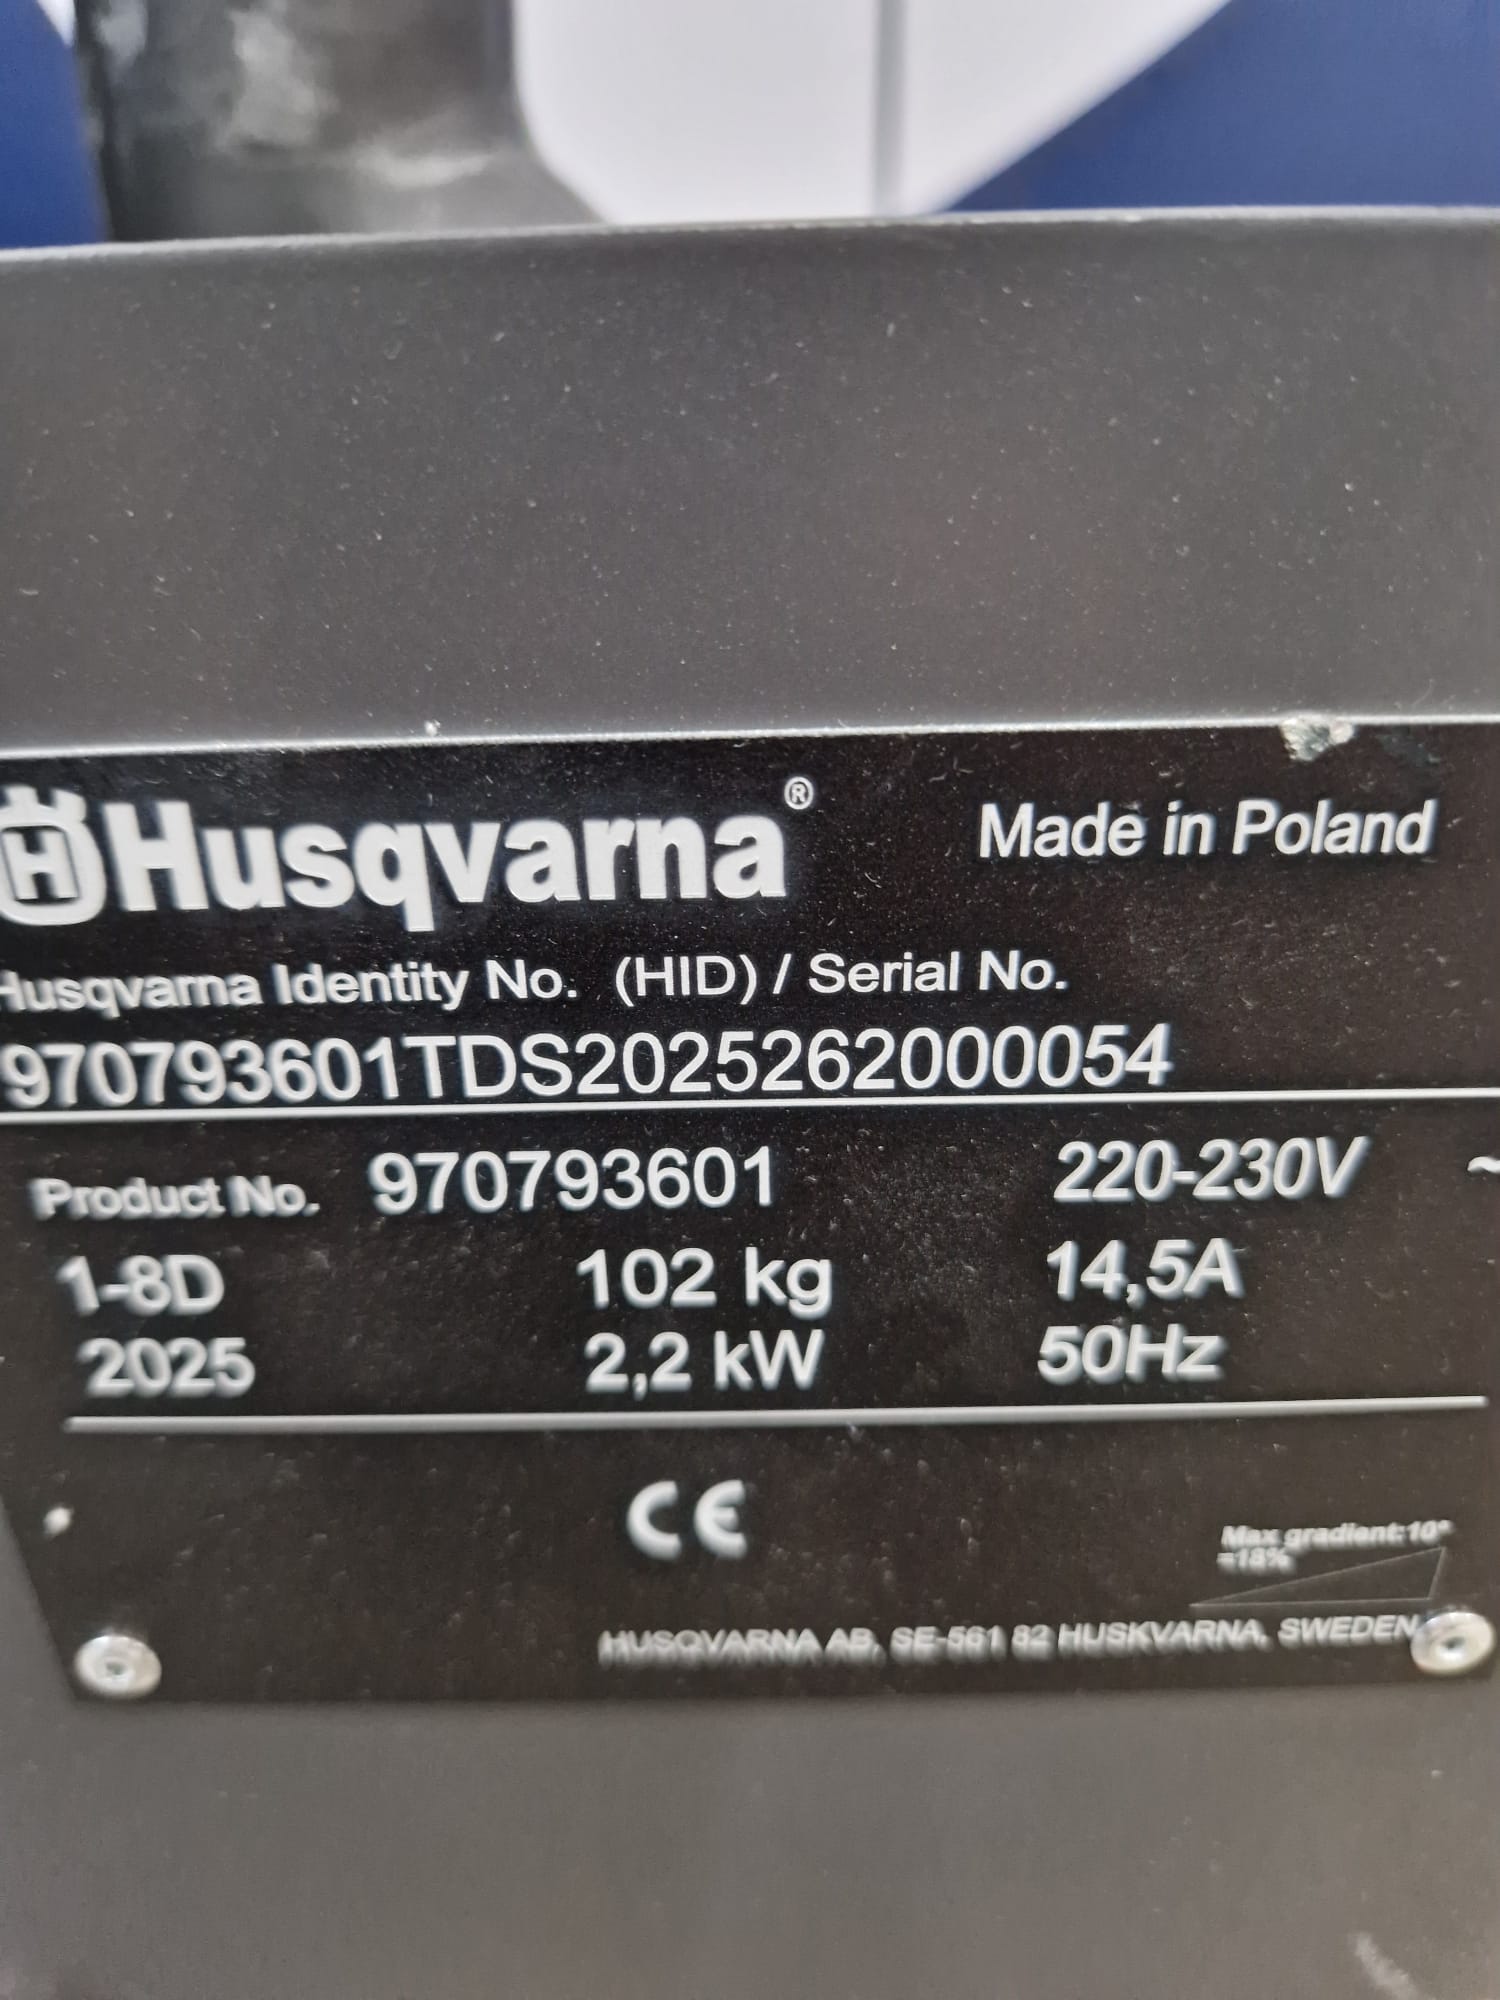 Husqvarna® Made in Poland
Husqvarna Identity No. (HID) / Serial No.
970793601TDS2025262000054
Product No. 970793601 220-230V ~
1-8D 102 kg 14,5A
2025 2,2 kW 50Hz
CE
Max gradient:10°
=18%
HUSQVARNA AB, SE-561 82 HUSKVARNA, SWEDEN